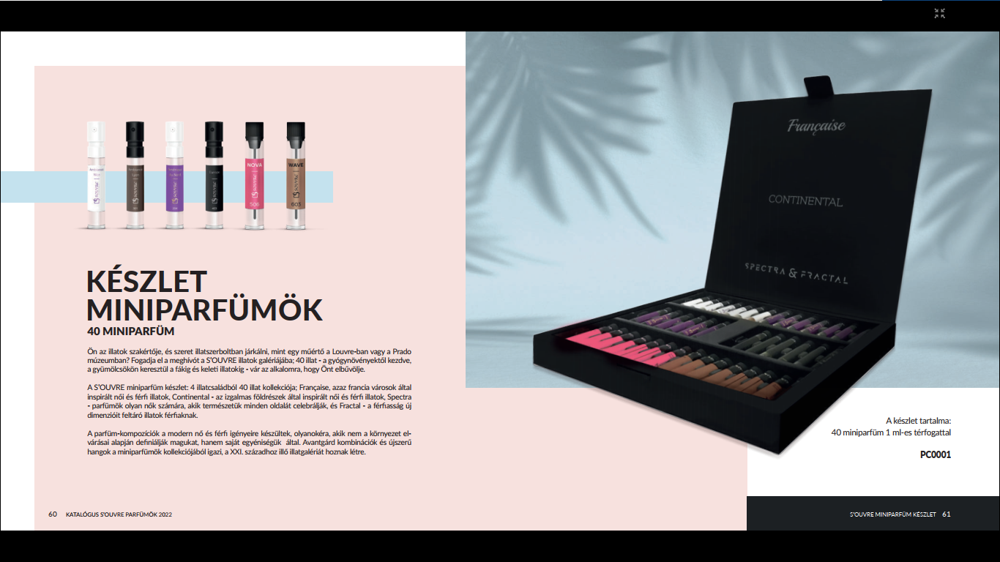 NOVA
S'OUVRE
506
WAVE
S'OUVRE
603
KÉSZLET
MINIPARFÜMÖK
40 MINIPARFÜM
Ön az illatok szakértője, és szeret illatszerboltban járkálni, mint egy műértő a Louvre-ban vagy a Prado
múzeumban? Fogadja el a meghívót a S'OUVRE illatok galériájába; 40 illat - a gyógynövényektől kezdve,
a gyümölcsökön keresztül a fákig és keleti illatokig - vár az alkalomra, hogy Önt elbűvölje.
A S'OUVRE miniparfüm készlet: 4 illatcsaládból 40 illat kollekciója; Française, azaz francia városok által
inspirált női és férfi illatok, Continental - az izgalmas földrészek által inspirált női és férfi illatok, Spectra
- parfümök olyan nők számára, akik természetük minden oldalát celebrálják, és Fractal - a férfiasság új
dimenzióit feltáró illatok férfiaknak.
A parfüm-kompozíciók a modern nő és férfi igényeire készültek, olyanokéra, akik nem a környezet el-
várásai alapján definiálják magukat, hanem saját egyéniségük által. Avantgárd kombinációk és újszerű
hangok a miniparfümök kollekciójából igazi, a XXI. századhoz illő illatgalériát hoznak létre.
60 KATALÓGUS S'OUVRE PARFÜMÖK 2022
Française
CONTINENTAL
SPECTRA & FRACTAL
A készlet tartalma:
40 miniparfüm 1 ml-es térfogattal
PC0001
S'OUVRE MINIPARFÜM KÉSZLET 61